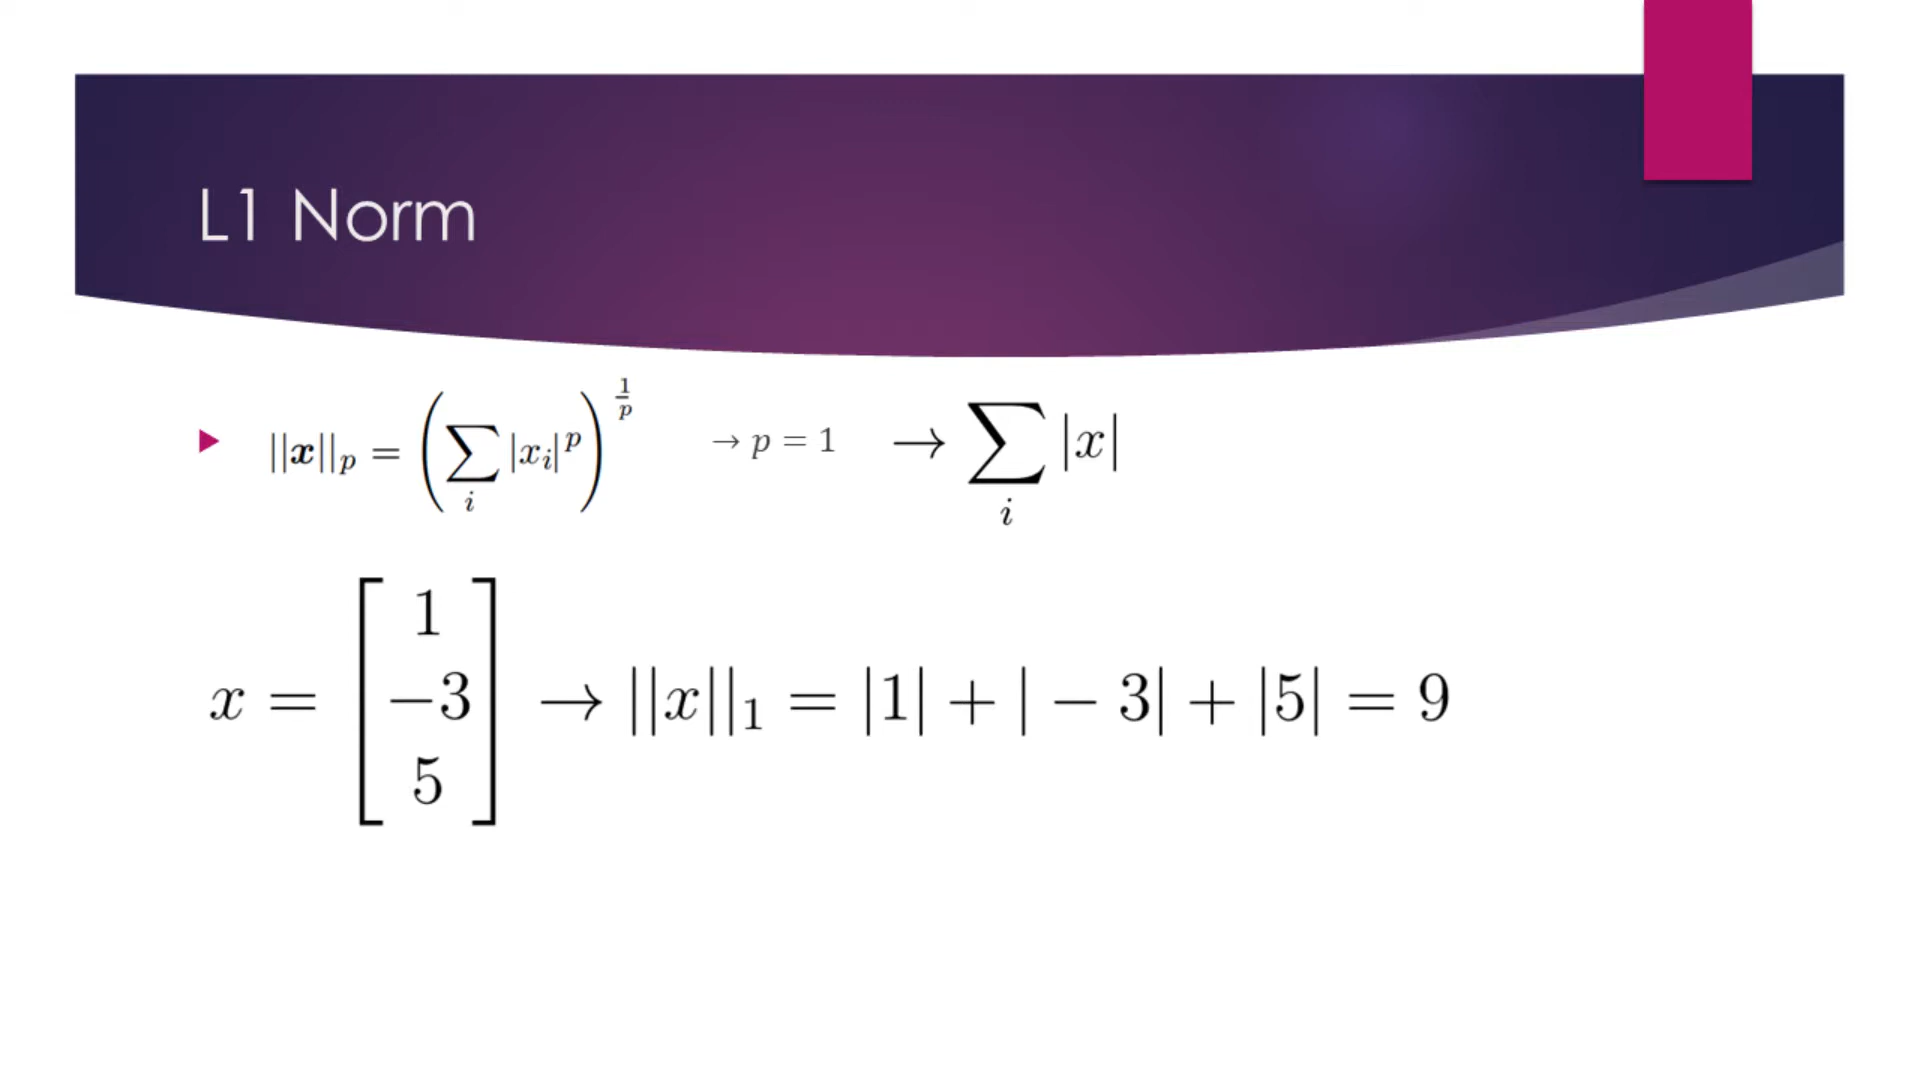 L1 Norm
||x||_p = (∑_i |x_i|^p)^{1/p} → p = 1 → ∑_i |x|
x = [1 −3 5] → ||x||_1 = |1| + | − 3| + |5| = 9